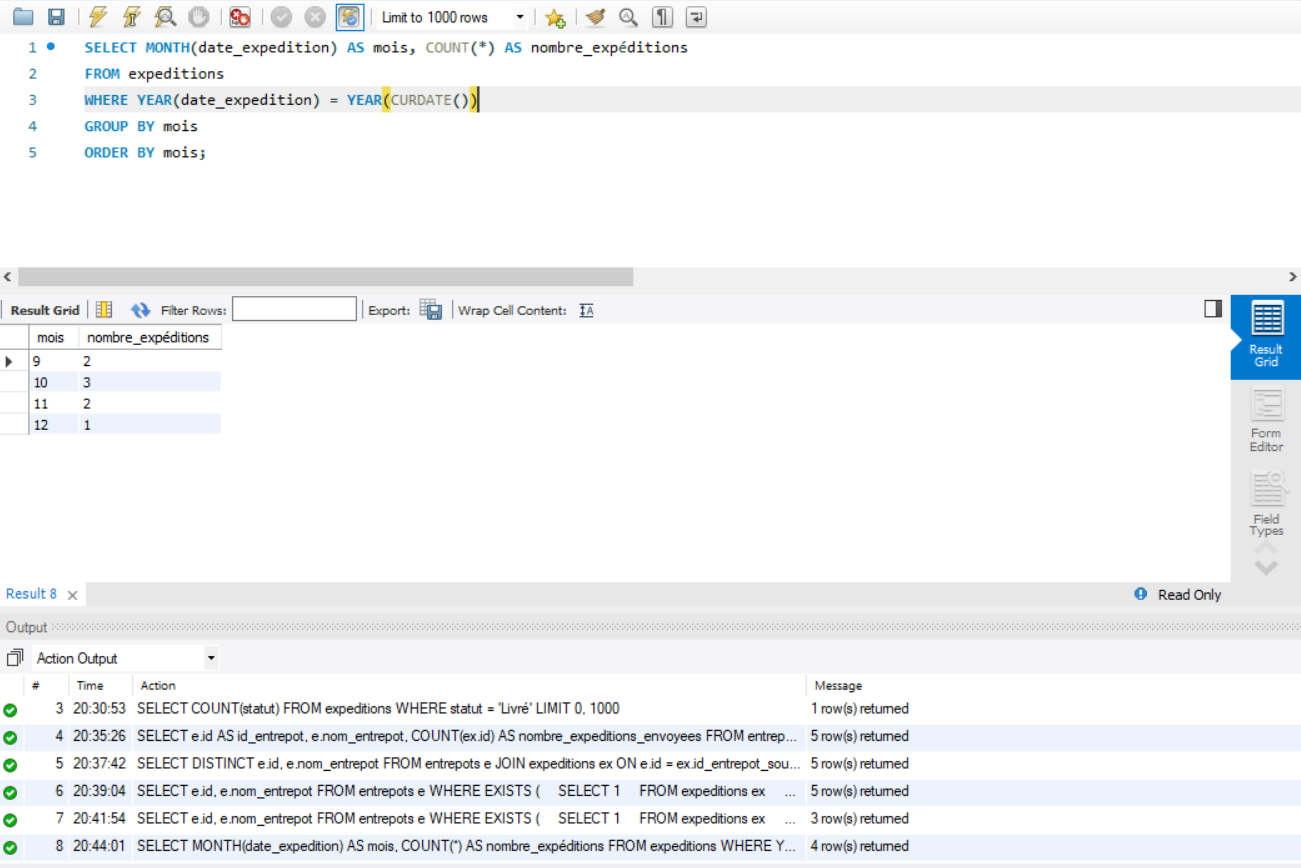 Limit to 1000 rows
1 SELECT MONTH(date_expedition) AS mois, COUNT(*) AS nombre_expéditions
2 FROM expeditions
3 WHERE YEAR(date_expedition) = YEAR(CURDATE())
4 GROUP BY mois
5 ORDER BY mois;
Result Grid Filter Rows: Export: Wrap Cell Content: IA
mois nombre_expéditions
9 2
10 3
11 2
12 1
Result Grid
Form Editor
Field Types
Result 8 Read Only
Output
Action Output
# Time Action Message
3 20:30:53 SELECT COUNT(statut) FROM expeditions WHERE statut = 'Livré' LIMIT 0, 1000 1 row(s) returned
4 20:35:26 SELECT e.id AS id_entrepot, e.nom_entrepot, COUNT(ex.id) AS nombre_expeditions_envoyees FROM entrep... 5 row(s) returned
5 20:37:42 SELECT DISTINCT e.id, e.nom_entrepot FROM entrepots e JOIN expeditions ex ON e.id = ex.id_entrepot_sou... 5 row(s) returned
6 20:39:04 SELECT e.id, e.nom_entrepot FROM entrepots e WHERE EXISTS ( SELECT 1 FROM expeditions ex ... 5 row(s) returned
7 20:41:54 SELECT e.id, e.nom_entrepot FROM entrepots e WHERE EXISTS ( SELECT 1 FROM expeditions ex ... 3 row(s) returned
8 20:44:01 SELECT MONTH(date_expedition) AS mois, COUNT(*) AS nombre_expéditions FROM expeditions WHERE Y... 4 row(s) returned